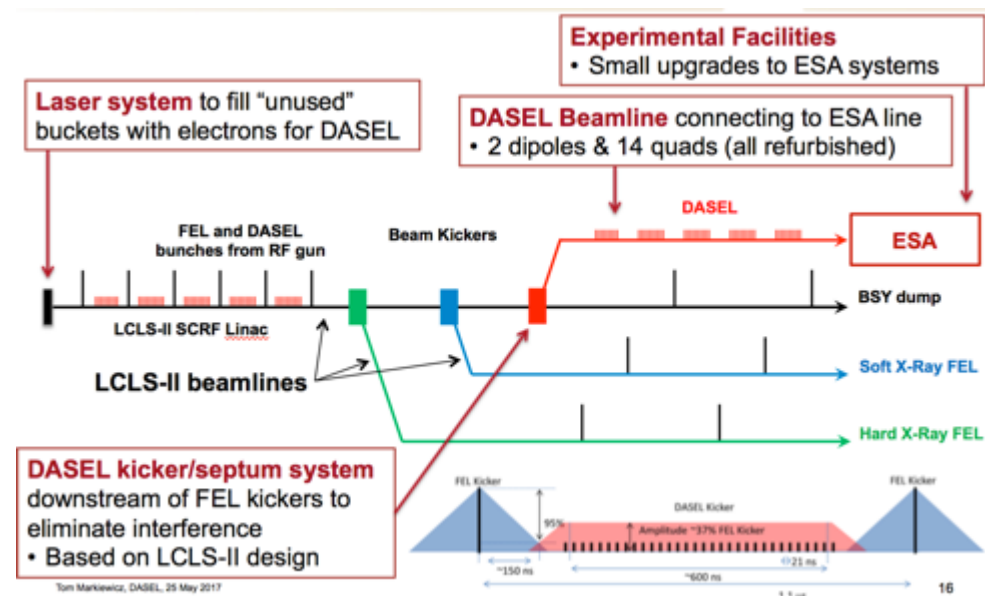 Experimental Facilities
• Small upgrades to ESA systems
Laser system to fill “unused”
buckets with electrons for DASEL
DASEL Beamline connecting to ESA line
• 2 dipoles & 14 quads (all refurbished)
DASEL
FEL and DASEL
bunches from RF gun
Beam Kickers
ESA
BSY dump
LCLS-II SCRF Linac
LCLS-II beamlines
Soft X-Ray FEL
Hard X-Ray FEL
DASEL kicker/septum system
downstream of FEL kickers to
eliminate interference
• Based on LCLS-II design
FEL Kicker
FEL Kicker
DASEL Kicker
95%
Amplitude ~37% FEL Kicker
21 ns
~150 ns
~600 ns
Tom Markiewicz, DASEL, 25 May 2017
16